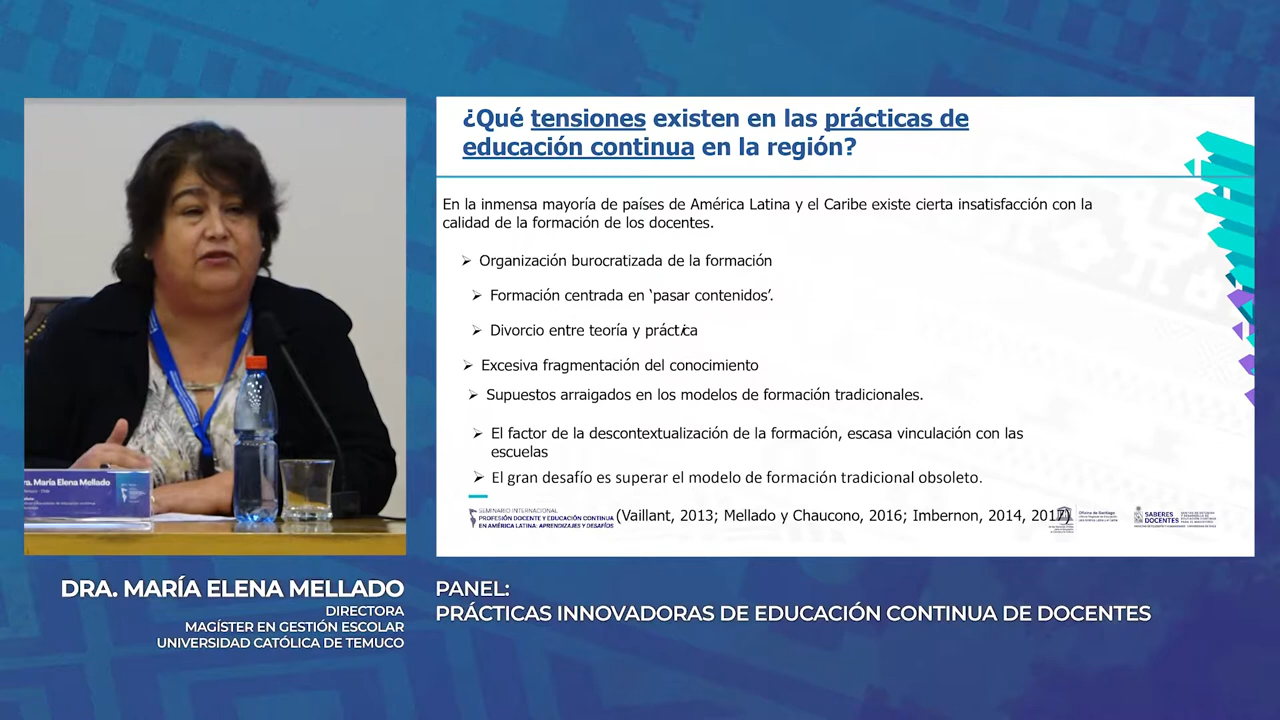 ¿Qué tensiones existen en las prácticas de
educación continua en la región?
En la inmensa mayoría de países de América Latina y el Caribe existe cierta insatisfacción con la
calidad de la formación de los docentes.
➢ Organización burocratizada de la formación
➢ Formación centrada en ‘pasar contenidos’.
➢ Divorcio entre teoría y práctica
➢ Excesiva fragmentación del conocimiento
➢ Supuestos arraigados en los modelos de formación tradicionales.
➢ El factor de la descontextualización de la formación, escasa vinculación con las
escuelas
➢ El gran desafío es superar el modelo de formación tradicional obsoleto.
(Vaillant, 2013; Mellado y Chaucono, 2016; Imbernon, 2014, 2017)
SEMINARIO INTERNACIONAL
PROFESIÓN DOCENTE Y EDUCACIÓN CONTINUA
EN AMÉRICA LATINA: APRENDIZAJES Y DESAFÍOS
Oficina de Santiago
SABERES
DOCENTES
ra. María Elena Mellado
DRA. MARÍA ELENA MELLADO
DIRECTORA
MAGÍSTER EN GESTIÓN ESCOLAR
UNIVERSIDAD CATÓLICA DE TEMUCO
PANEL:
PRÁCTICAS INNOVADORAS DE EDUCACIÓN CONTINUA DE DOCENTES